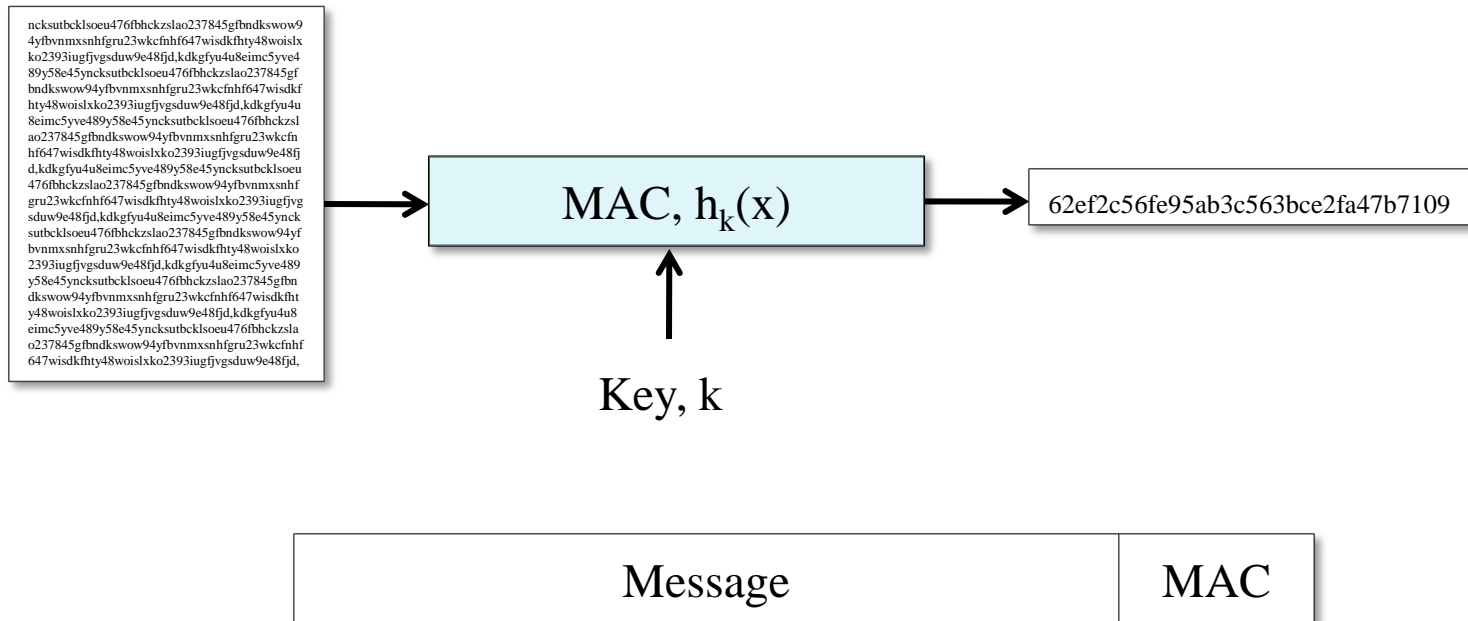 ncksutbcklsoeu476fbhckzslao237845gfbndkswow9
4yfbvnmxsnhfgru23wkcfnhf647wisdkfhty48woislx
ko2393iugfjvgsduw9e48fjd,kdkgfyu4u8eimc5yve4
89y58e45yncksutbcklsoeu476fbhckzslao237845gf
bndkswow94yfbvnmxsnhfgru23wkcfnhf647wisdkf
hty48woislxko2393iugfjvgsduw9e48fjd,kdkgfyu4u
8eimc5yve489y58e45yncksutbcklsoeu476fbhckzsl
ao237845gfbndkswow94yfbvnmxsnhfgru23wkcfn
hf647wisdkfhty48woislxko2393iugfjvgsduw9e48fj
d,kdkgfyu4u8eimc5yve489y58e45yncksutbcklsoeu
476fbhckzslao237845gfbndkswow94yfbvnmxsnhf
gru23wkcfnhf647wisdkfhty48woislxko2393iugfjvg
sduw9e48fjd,kdkgfyu4u8eimc5yve489y58e45ynck
sutbcklsoeu476fbhckzslao237845gfbndkswow94yf
bvnmxsnhfgru23wkcfnhf647wisdkfhty48woislxko
2393iugfjvgsduw9e48fjd,kdkgfyu4u8eimc5yve489
y58e45yncksutbcklsoeu476fbhckzslao237845gfbn
dkswow94yfbvnmxsnhfgru23wkcfnhf647wisdkfht
y48woislxko2393iugfjvgsduw9e48fjd,kdkgfyu4u8
eimc5yve489y58e45yncksutbcklsoeu476fbhckzsla
o237845gfbndkswow94yfbvnmxsnhfgru23wkcfnhf
647wisdkfhty48woislxko2393iugfjvgsduw9e48fjd,
MAC, hk(x)
62ef2c56fe95ab3c563bce2fa47b7109
Key, k
Message
MAC